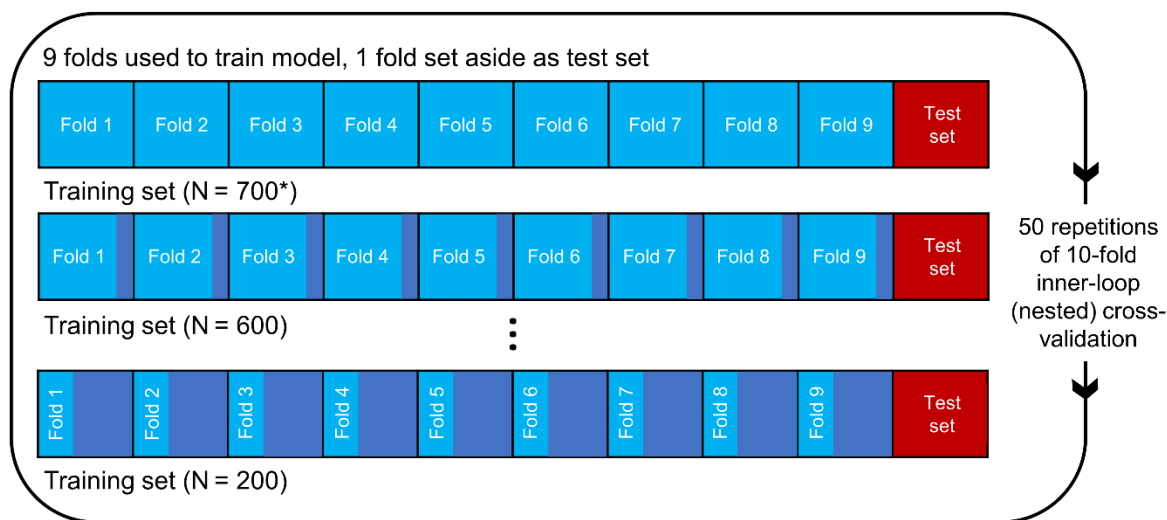 9 folds used to train model, 1 fold set aside as test set
Fold 1 Fold 2 Fold 3 Fold 4 Fold 5 Fold 6 Fold 7 Fold 8 Fold 9 Test set
Training set (N = 700*)
Fold 1 Fold 2 Fold 3 Fold 4 Fold 5 Fold 6 Fold 7 Fold 8 Fold 9 Test set
Training set (N = 600)
Fold 1 Fold 2 Fold 3 Fold 4 Fold 5 Fold 6 Fold 7 Fold 8 Fold 9 Test set
Training set (N = 200)
50 repetitions
of 10-fold
inner-loop
(nested) cross-
validation